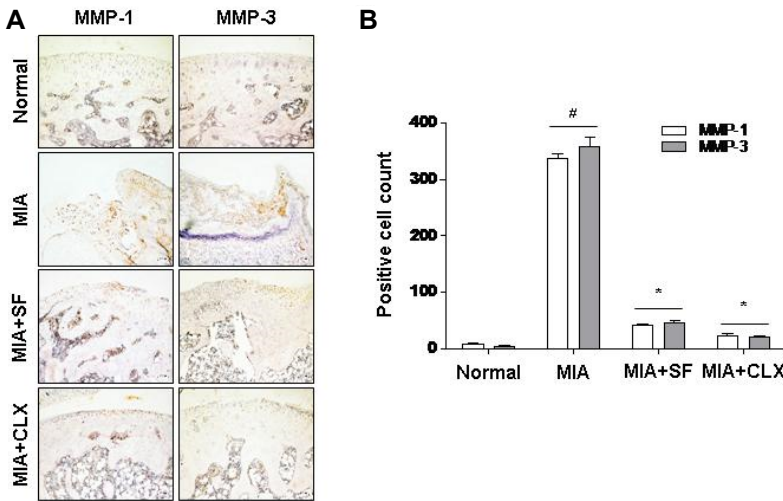 A
MMP-1 MMP-3
Normal
MIA
MIA+SF
MIA+CLX
B
Positive cell count
400
300
200
100
0
#
*
*
MMP-1
MMP-3
Normal MIA MIA+SF MIA+CLX